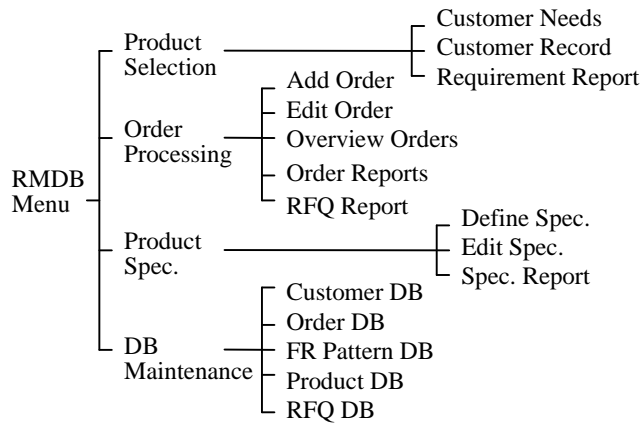 RMDB
Menu
Product
Selection
Customer Needs
Customer Record
Requirement Report
Order
Processing
Add Order
Edit Order
Overview Orders
Order Reports
RFQ Report
Product
Spec.
Define Spec.
Edit Spec.
Spec. Report
DB
Maintenance
Customer DB
Order DB
FR Pattern DB
Product DB
RFQ DB